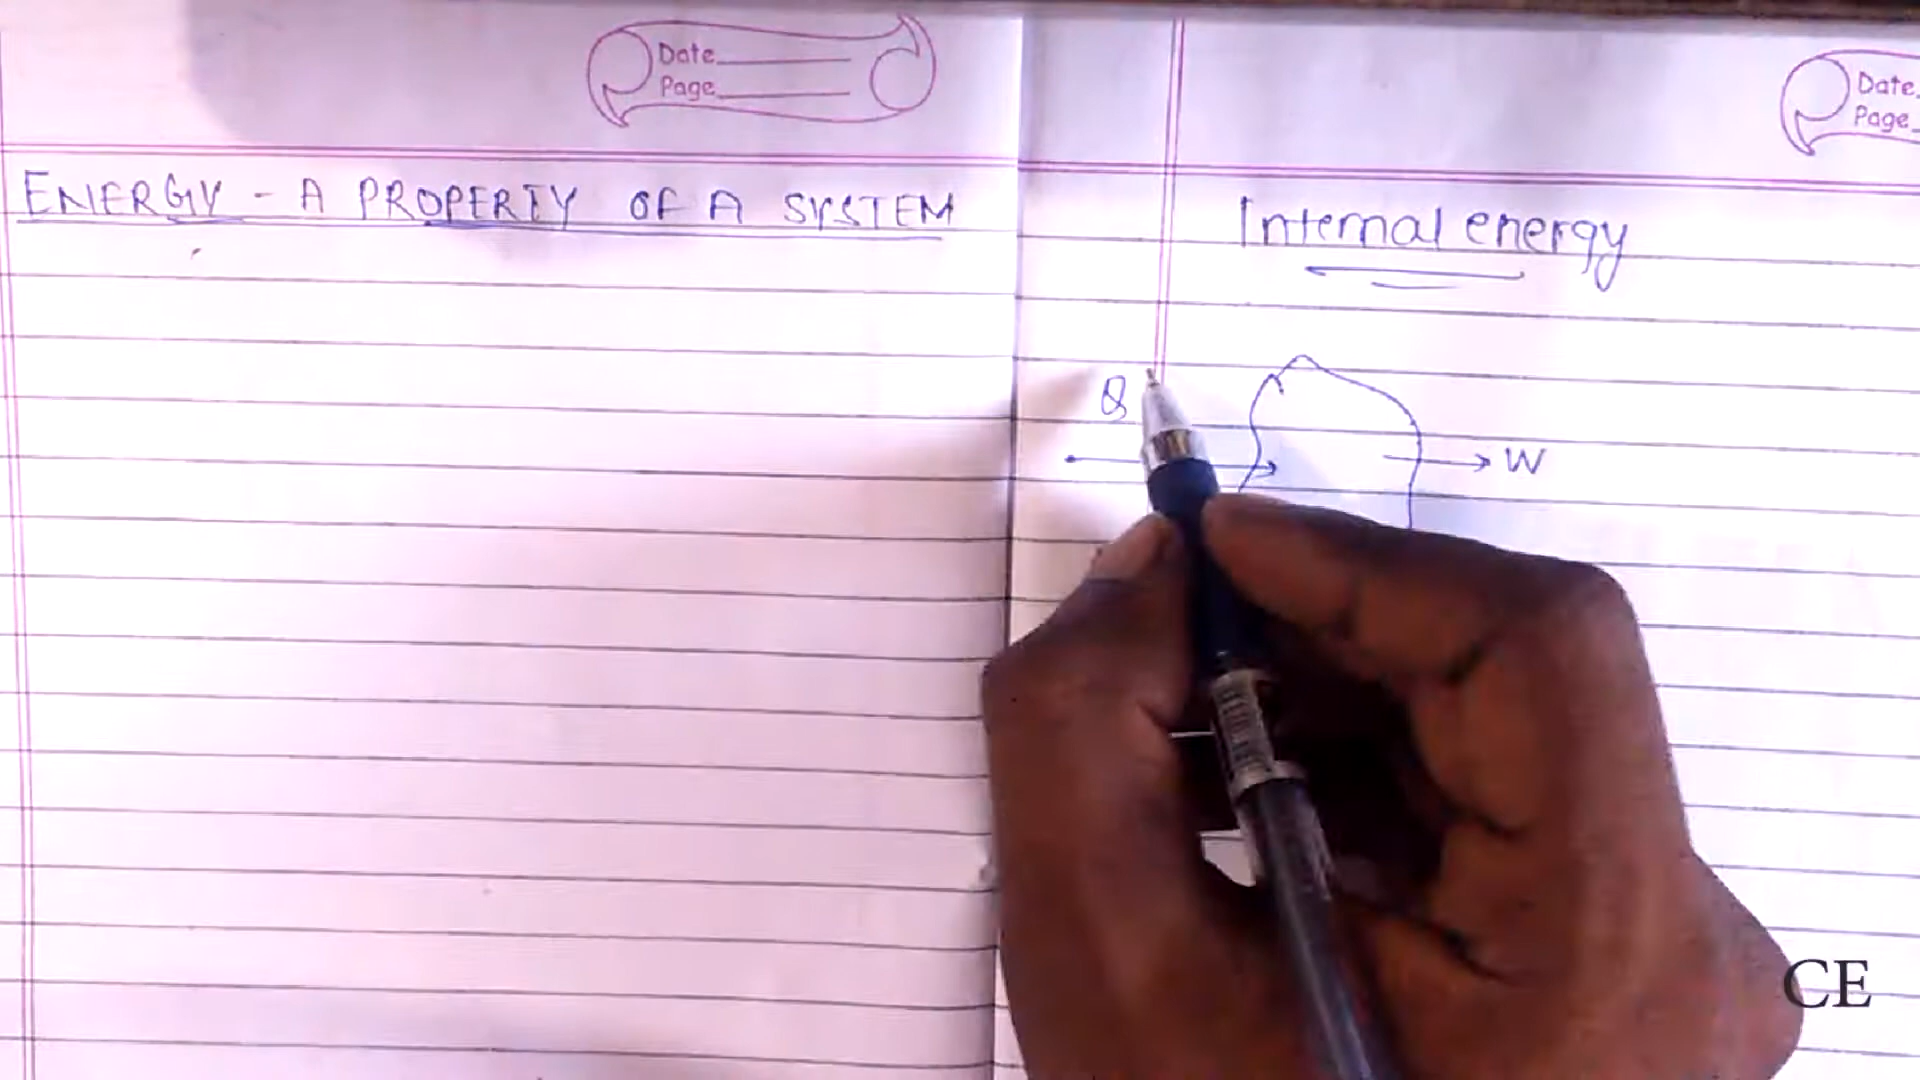 Date
Page
ENERGY - A PROPERTY OF A SYSTEM
Date
Page
Internal energy
Q
W
CE